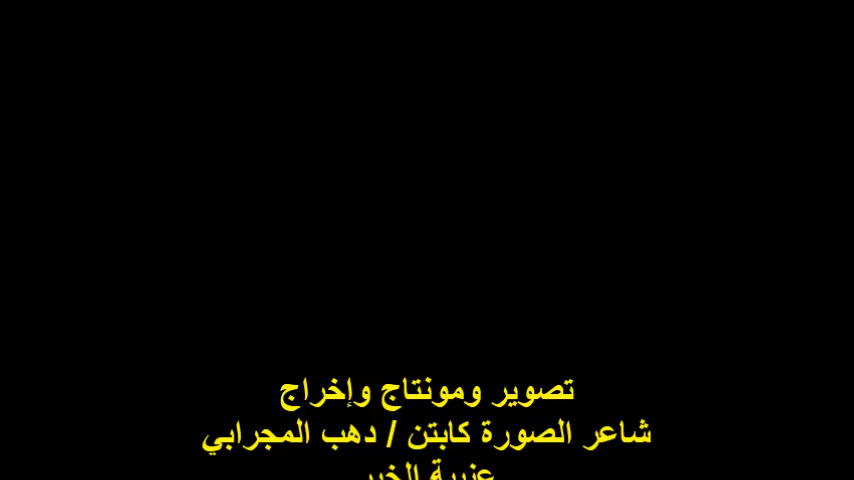 تصوير ومونتاج وإخراج
شاعر الصورة كابتن / دهب المجرابي